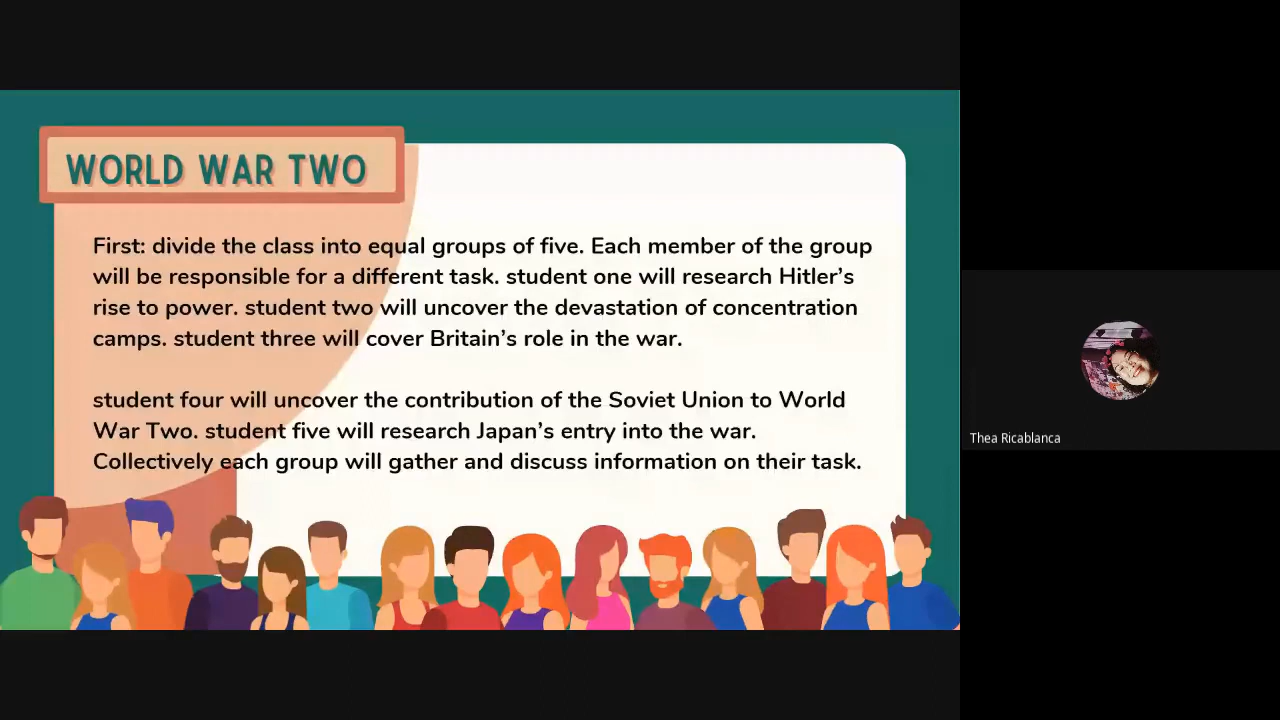 WORLD WAR TWO
First: divide the class into equal groups of five. Each member of the group
will be responsible for a different task. student one will research Hitler’s
rise to power. student two will uncover the devastation of concentration
camps. student three will cover Britain’s role in the war.
student four will uncover the contribution of the Soviet Union to World
War Two. student five will research Japan’s entry into the war.
Collectively each group will gather and discuss information on their task.
Thea Ricablanca